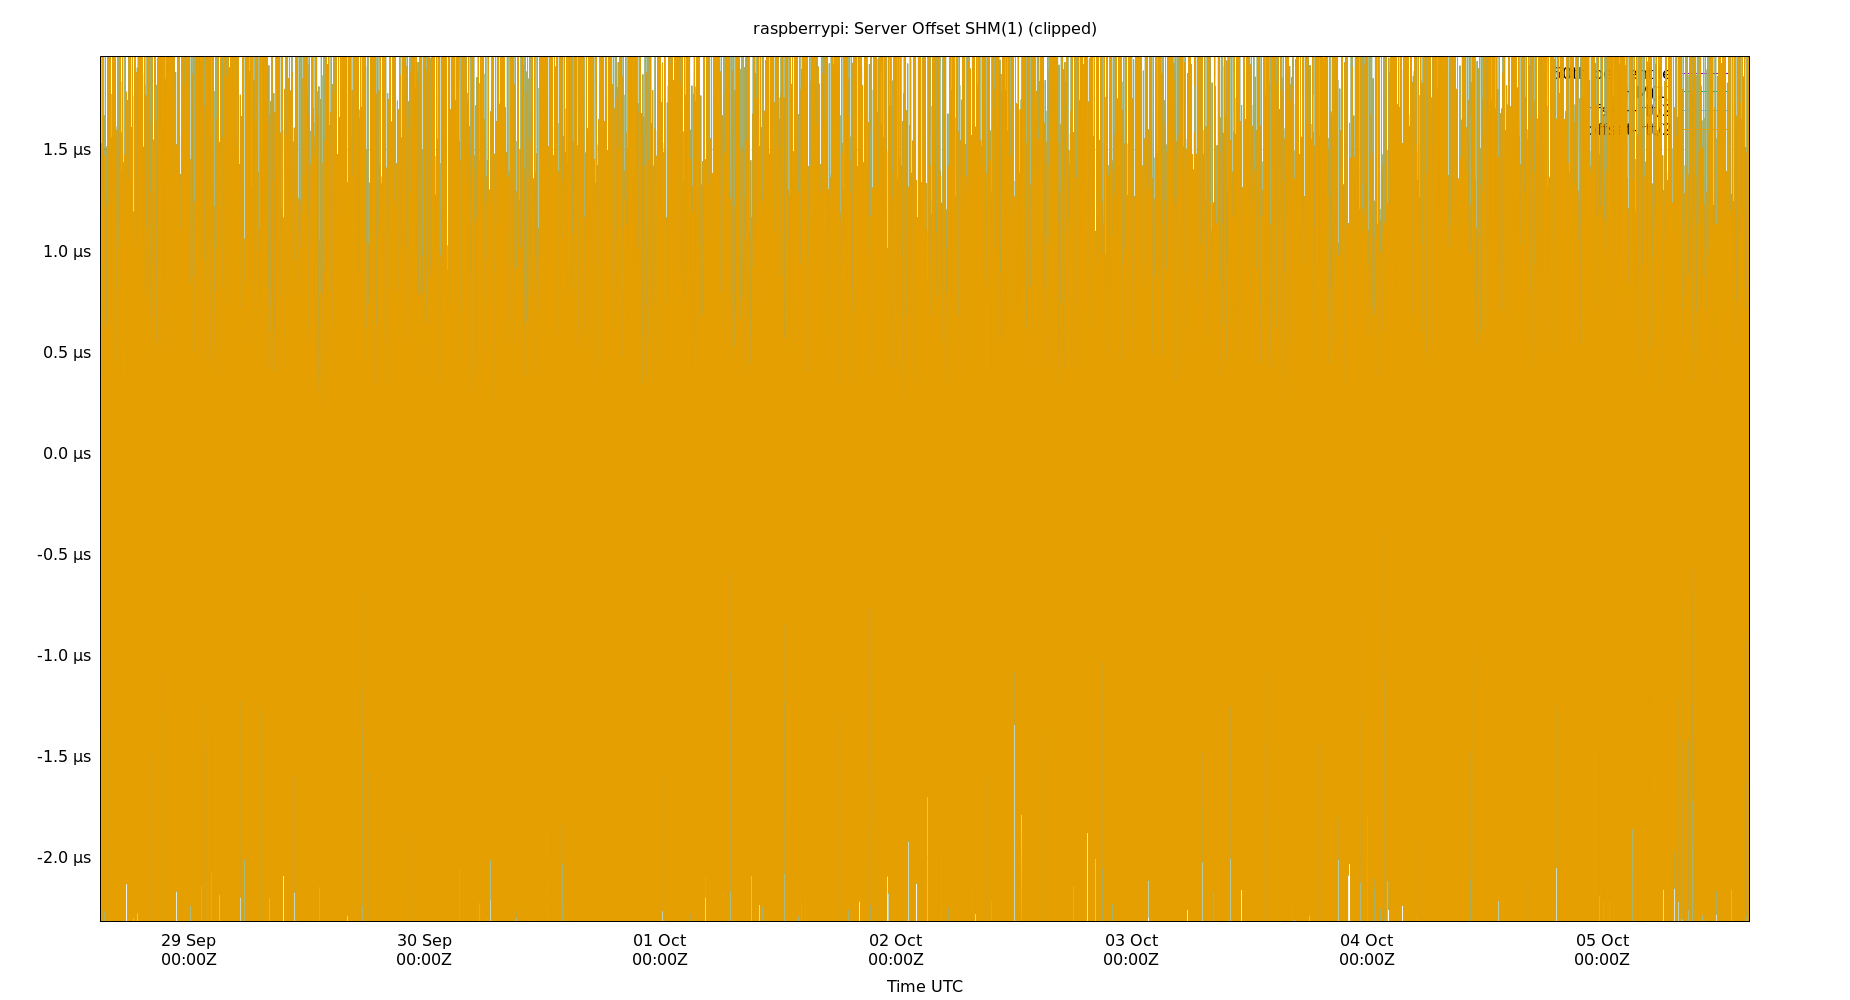 raspberrypi: Server Offset SHM(1) (clipped)
1.5 µs
1.0 µs
0.5 µs
0.0 µs
-0.5 µs
-1.0 µs
-1.5 µs
-2.0 µs
29 Sep 30 Sep 01 Oct 02 Oct 03 Oct 04 Oct 05 Oct
00:00Z 00:00Z 00:00Z 00:00Z 00:00Z 00:00Z 00:00Z
Time UTC